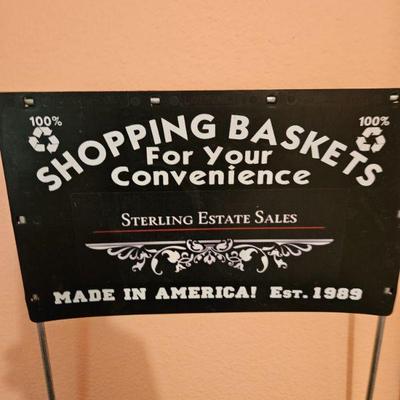 100% 100%
SHOPPING BASKETS
For Your
Convenience
STERLING ESTATE SALES
MADE IN AMERICA! EST. 1989